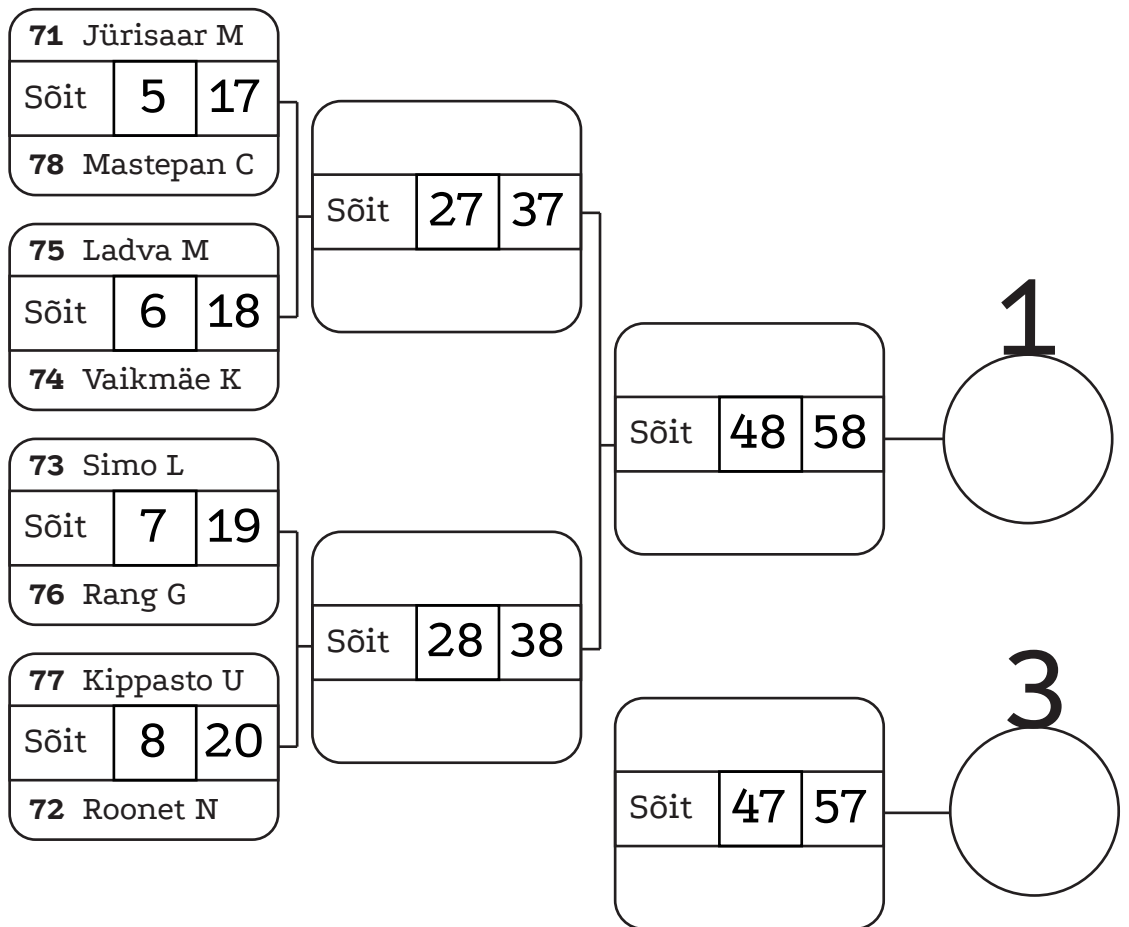 71 Jürisaar M
Sõit 5 17
78 Mastepan C
75 Ladva M
Sõit 6 18
74 Vaikmäe K
73 Simo L
Sõit 7 19
76 Rang G
77 Kippasto U
Sõit 8 20
72 Roonet N
Sõit 27 37
Sõit 28 38
Sõit 48 58
1
Sõit 47 57
3